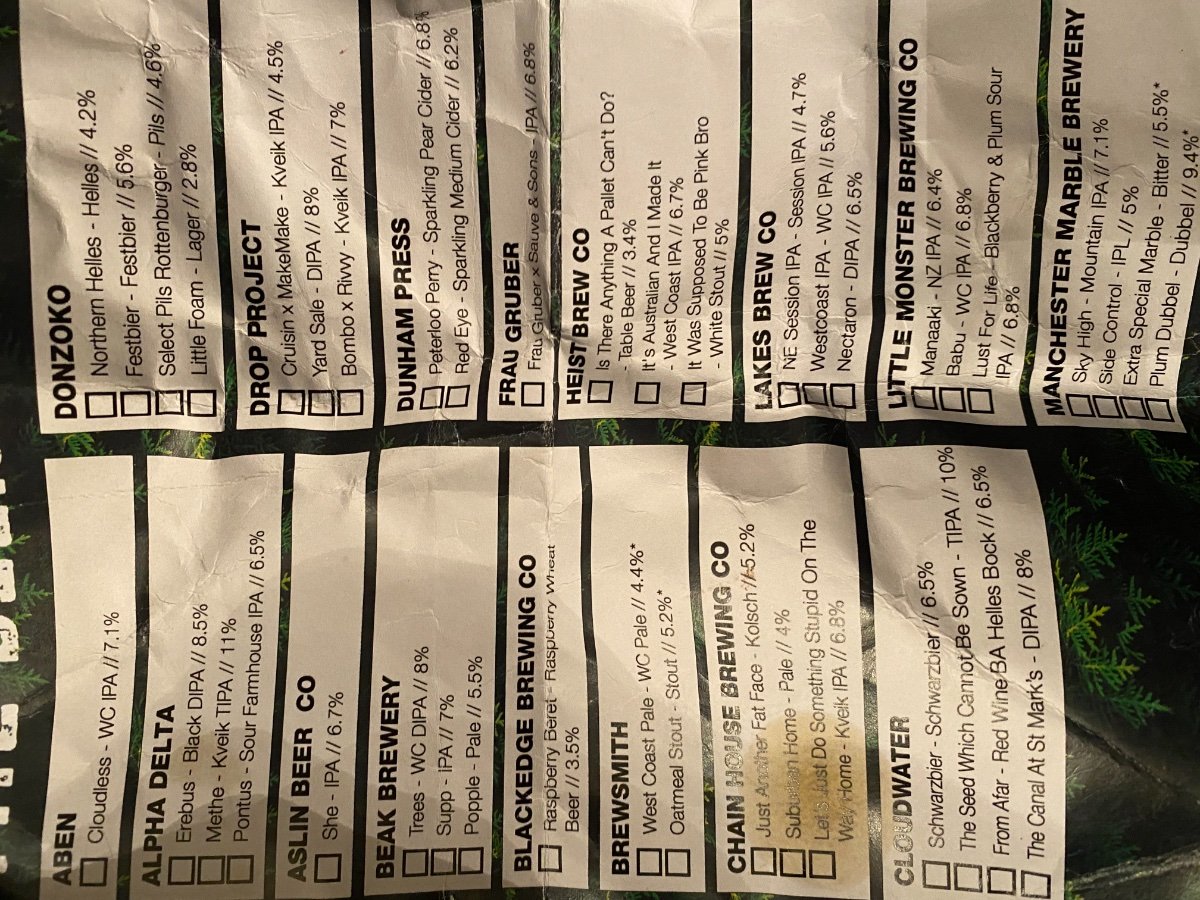 ABEN
Cloudless - WC IPA // 7.1%
ALPHA DELTA
Erebus - Black DIPA // 8.5%
Methe - Kveik TIPA // 11%
Pontus - Sour Farmhouse IPA // 6.5%
ASLIN BEER CO
She - IPA // 6.7%
BEAK BREWERY
Trees - WC DIPA // 8%
Supp - IPA // 7%
Popple - Pale // 5.5%
BLACKEDGE BREWING CO
Raspberry Beret - Raspberry Wheat
Beer // 3.5%
BREWSMITH
West Coast Pale - WC Pale // 4.4%*
Oatmeal Stout - Stout // 5.2%*
CHAIN HOUSE BREWING CO
Just Another Fat Face - Kolsch // 5.2%
Suburban Home - Pale // 4%
Let's Just Do Something Stupid On The
Way Home - Kveik IPA // 6.8%
CLOUDWATER
Schwarzbier - Schwarzbier // 6.5%
The Seed Which Cannot Be Sown - TIPA // 10%
From Afar - Red Wine BA Helles Bock // 6.5%
The Canal At St Mark's - DIPA // 8%
DONZOKO
Northern Helles - Helles // 4.2%
Festbier - Festbier // 5.6%
Select Pils Rottenburger - Pils // 4.6%
Little Foam - Lager // 2.8%
DROP PROJECT
Cruisin x MakeMake - Kveik IPA // 4.5%
Yard Sale - DIPA // 8%
Bombo x Rivvy - Kveik IPA // 7%
DUNHAM PRESS
Peterloo Perry - Sparkling Pear Cider // 6.8%
Red Eye - Sparkling Medium Cider // 6.2%
FRAU GRUBER
Frau Gruber x Sauve & Sons - IPA // 6.8%
HEIST BREW CO
Is There Anything A Pallet Can't Do?
- Table Beer // 3.4%
It's Australian And I Made It
- West Coast IPA // 6.7%
It Was Supposed To Be Pink Bro
- White Stout // 5%
LAKES BREW CO
NE Session IPA - Session IPA // 4.7%
Westcoast IPA - WC IPA // 5.6%
Nectaron - DIPA // 6.5%
LITTLE MONSTER BREWING CO
Manaaki - NZ IPA // 6.4%
Babu - WC IPA // 6.8%
Lust For Life - Blackberry & Plum Sour
IPA // 6.8%
MANCHESTER MARBLE BREWERY
Sky High - Mountain IPA // 7.1%
Side Control - IPL // 5%
Extra Special Marble - Bitter // 5.5%*
Plum Dubbel - Dubbel // 9.4%*